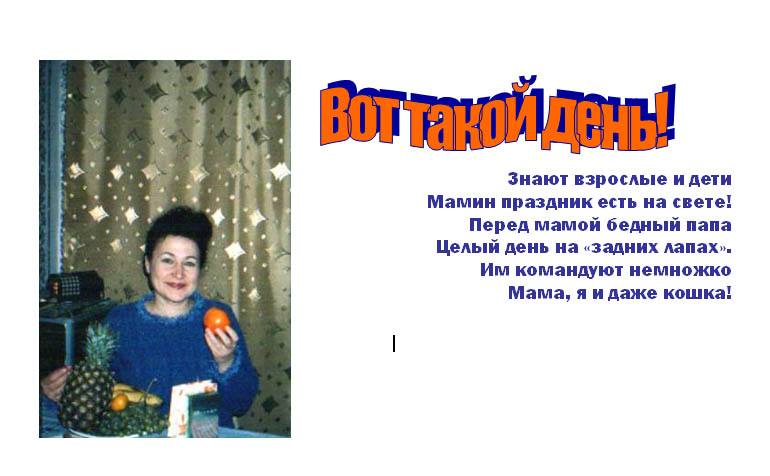 Вот такой день!
Знают взрослые и дети
Мамин праздник есть на свете!
Перед мамой бедный папа
Целый день на «задних лапах».
Им командуют немножко
Мама, я и даже кошка!